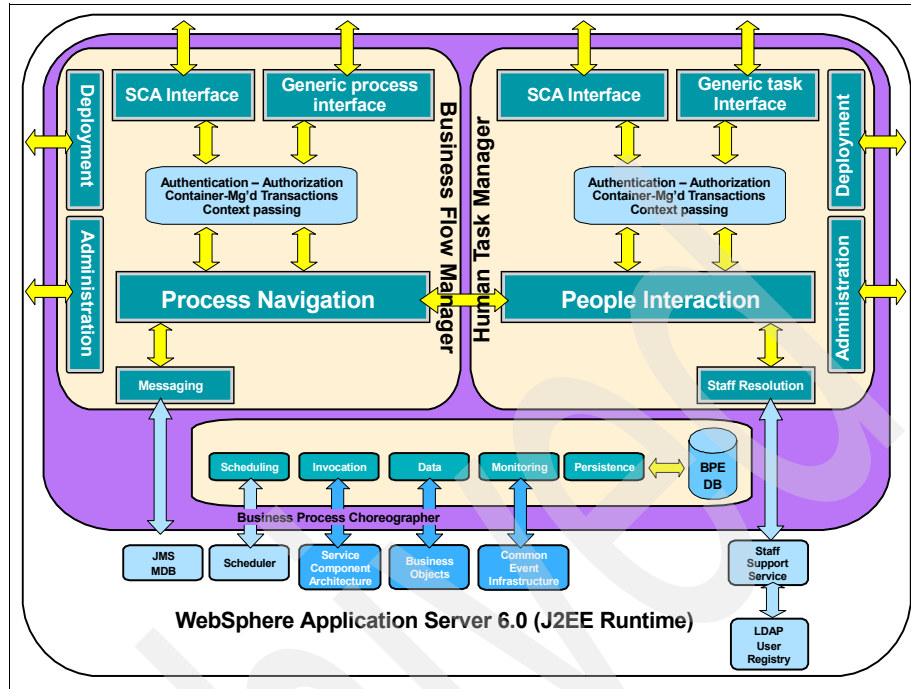 SCA Interface
Generic process
interface
Deployment
Administration
Authentication – Authorization
Container-Mg'd Transactions
Context passing
Process Navigation
Messaging
Business Flow Manager
Human Task Manager
SCA Interface
Generic task
Interface
Deployment
Administration
Authentication – Authorization
Container-Mg'd Transactions
Context passing
People Interaction
Staff Resolution
Scheduling
Invocation
Data
Monitoring
Persistence
BPE
DB
Business Process Choreographer
JMS
MDB
Scheduler
Service
Component
Architecture
Business
Objects
Common
Event
Infrastructure
Staff
Support
Service
WebSphere Application Server 6.0 (J2EE Runtime)
LDAP
User
Registry